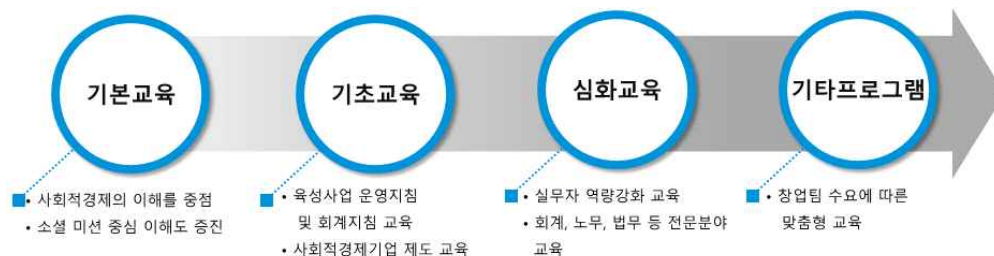 기본교육
기초교육
심화교육
기타프로그램
• 사회적경제의 이해를 중점
• 소셜 미션 중심 이해도 증진
• 육성사업 운영지침
및 회계지침 교육
• 사회적경제기업 제도 교육
• 실무자 역량강화 교육
• 회계, 노무, 법무 등 전문분야
교육
• 창업팀 수요에 따른
맞춤형 교육